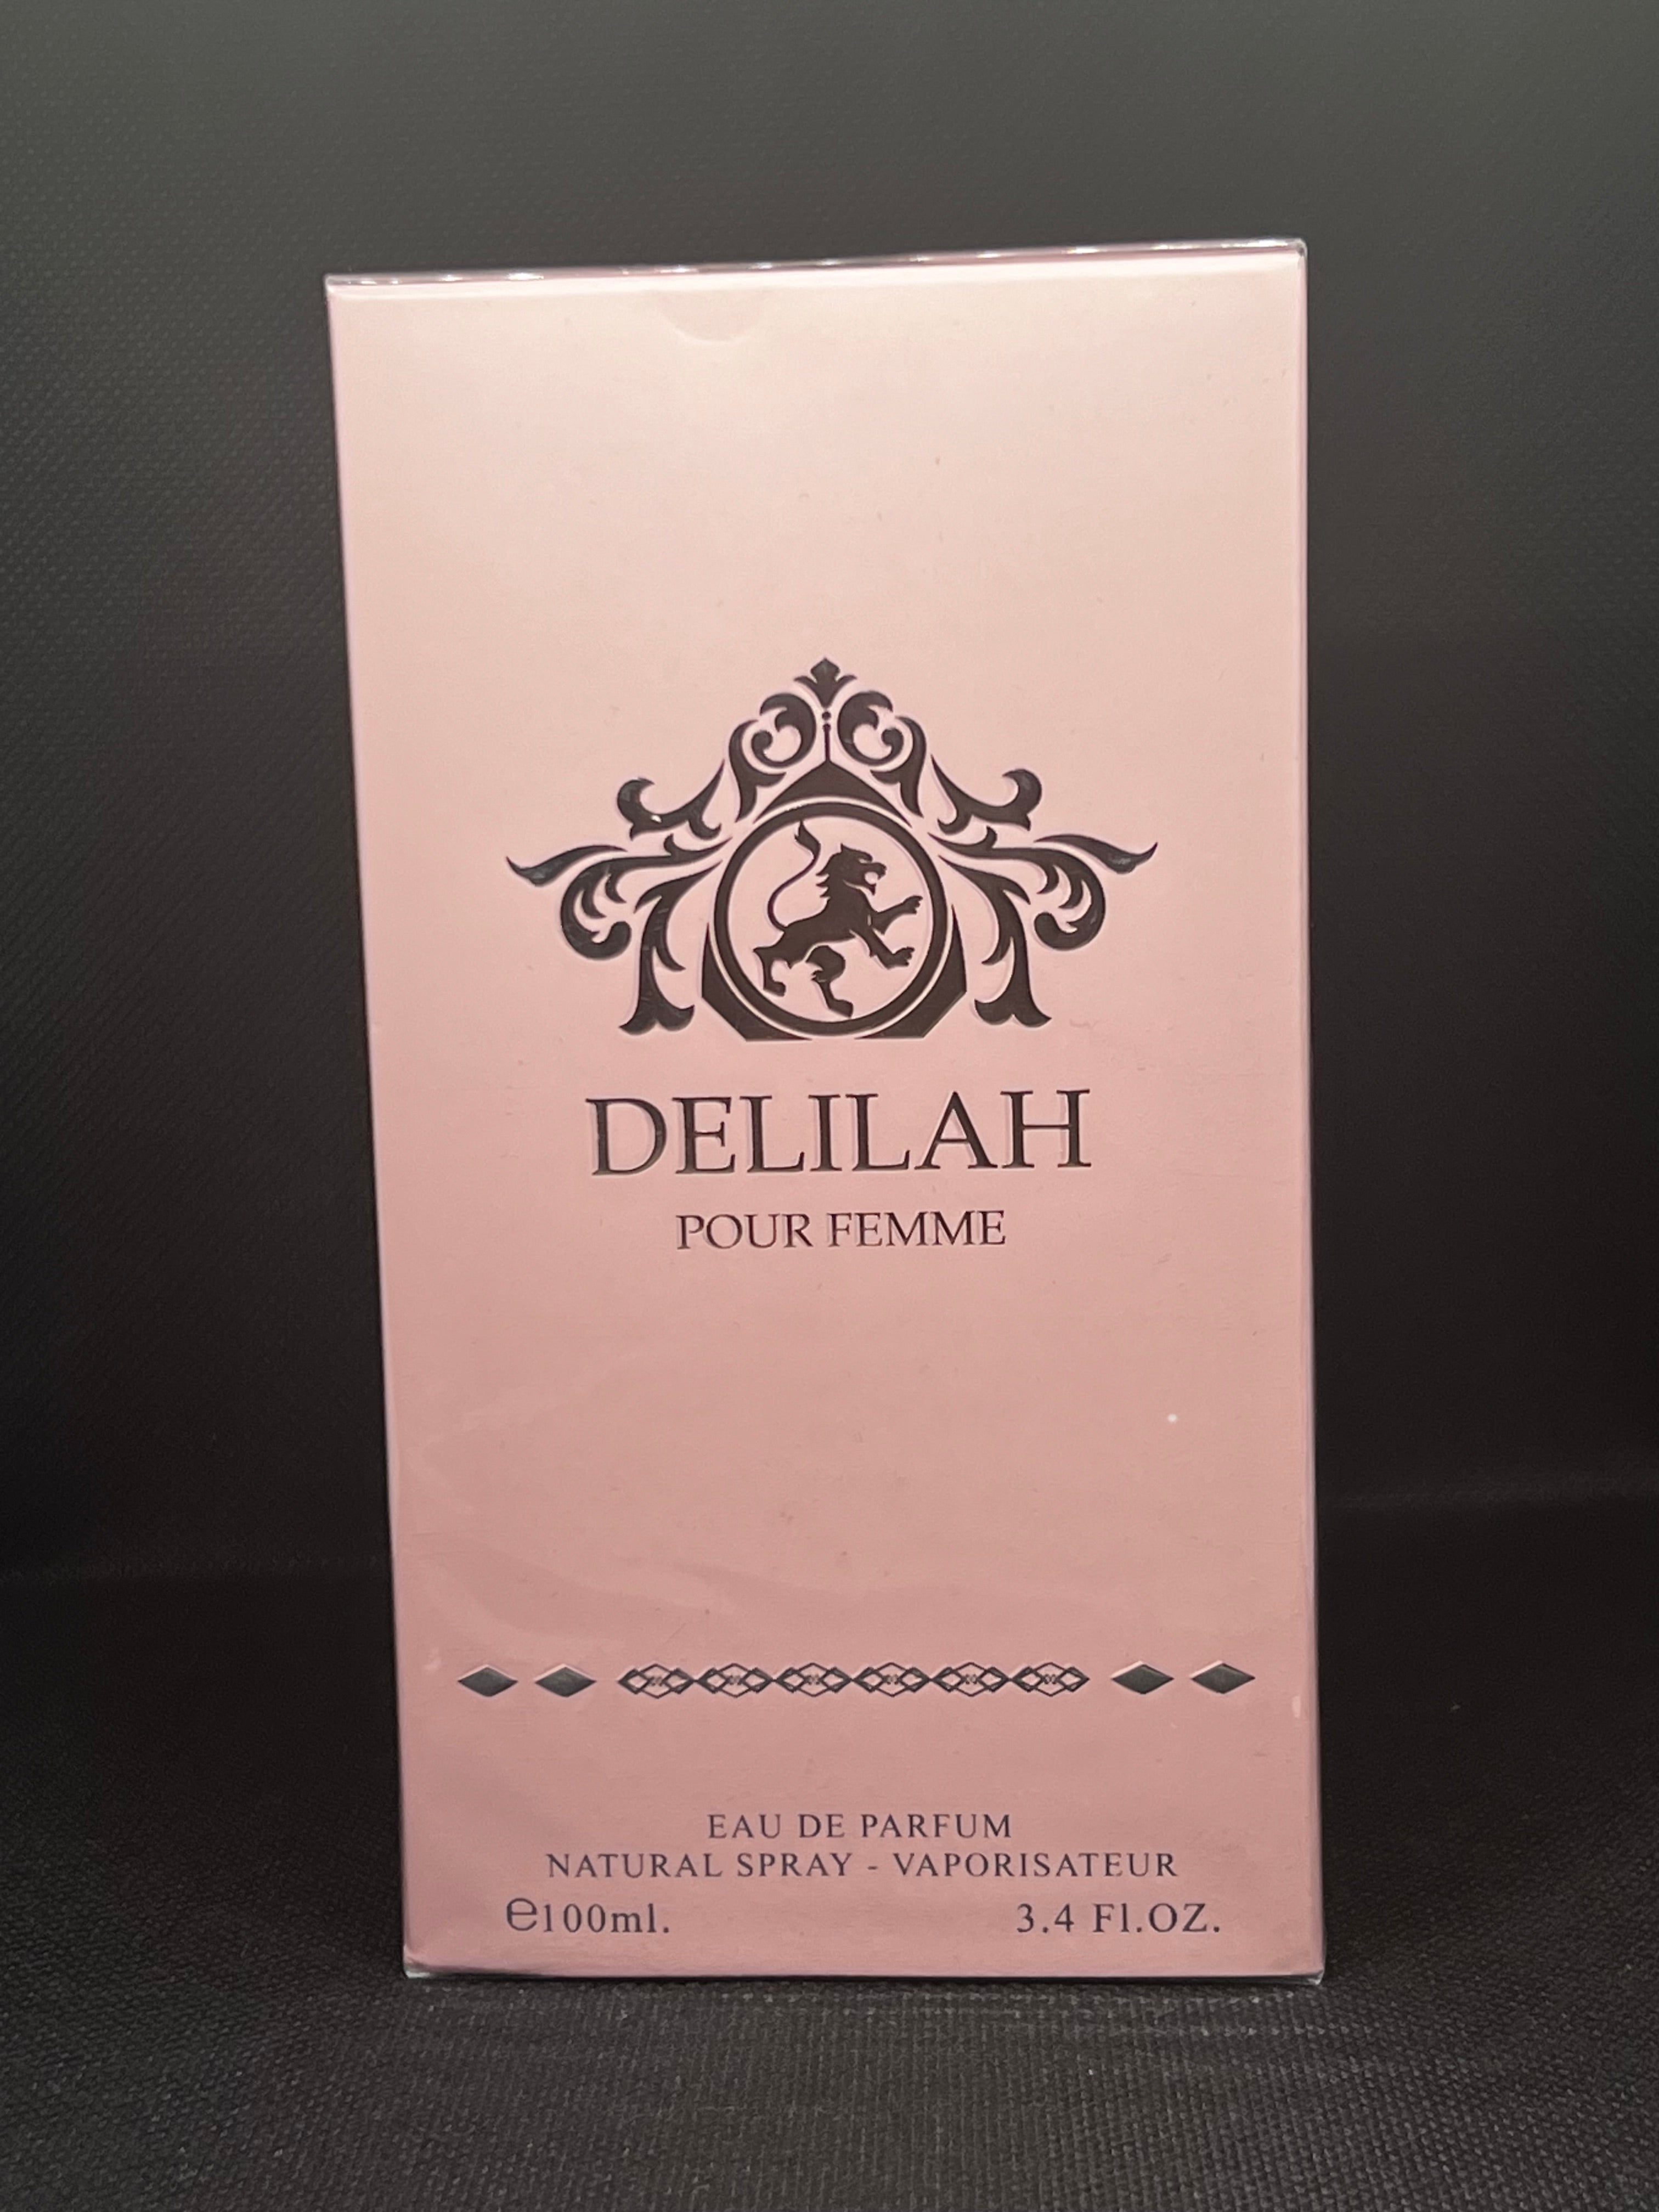 DELILAH
POUR FEMME
EAU DE PARFUM
NATURAL SPRAY - VAPORISATEUR
℮100ml. 3.4 Fl.OZ.